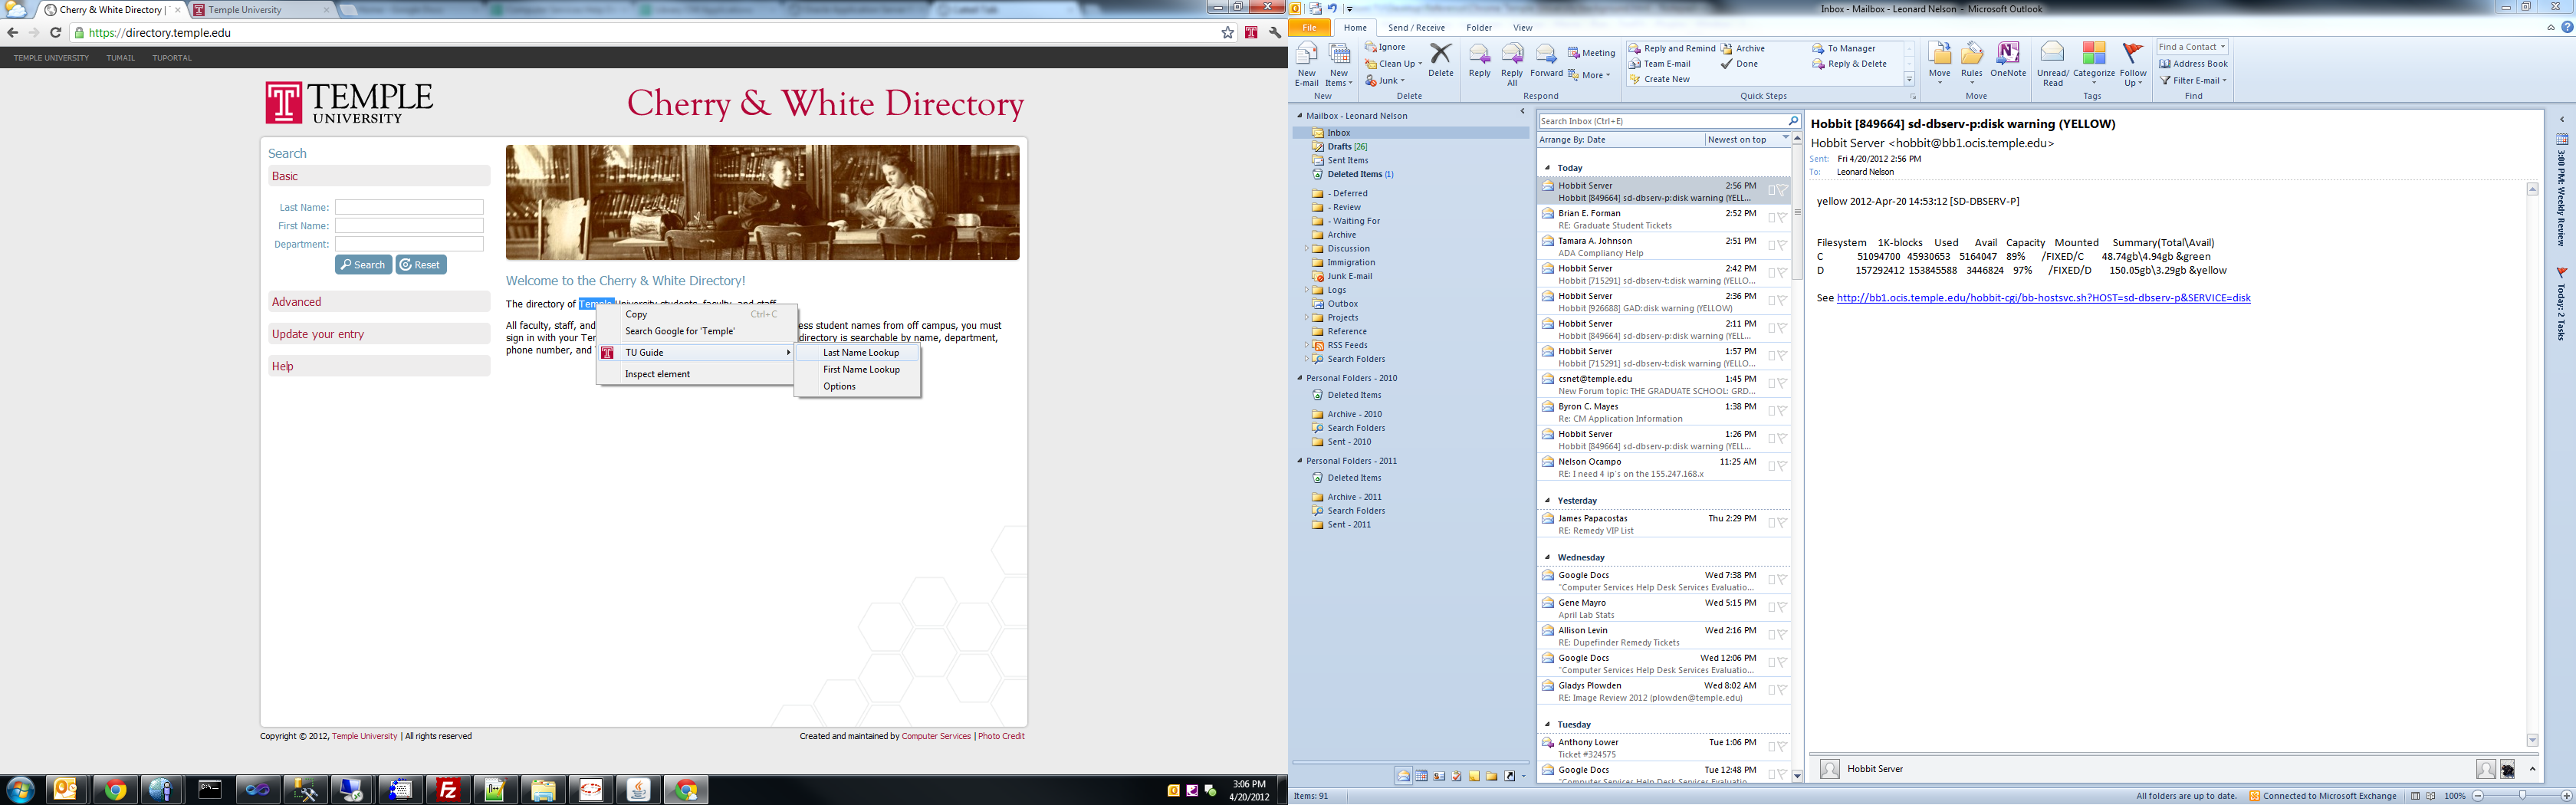 Cherry & White Directory |
Temple University
https://directory.temple.edu
TEMPLE UNIVERSITY TUMAIL TUPORTAL
TEMPLE
UNIVERSITY
Cherry & White Directory
Search
Basic
Last Name:
First Name:
Department:
Search Reset
Advanced
Update your entry
Help
Welcome to the Cherry & White Directory!
The directory of Temple University students, faculty, and staff
All faculty, staff, and
ess student names from off campus, you must
sign in with your Tem
directory is searchable by name, department,
phone number, and
Copy Ctrl+C
Search Google for 'Temple'
TU Guide
Inspect element
Last Name Lookup
First Name Lookup
Options
Copyright © 2012, Temple University | All rights reserved
Created and maintained by Computer Services | Photo Credit
3:06 PM
4/20/2012
Inbox - Mailbox - Leonard Nelson - Microsoft Outlook
File Home Send / Receive Folder View
New E-mail
New Items
New
Ignore
Clean Up
Junk
Delete
Delete
Reply
Reply All
Forward
Meeting
More
Respond
Reply and Remind
Team E-mail
Create New
Archive
Done
To Manager
Reply & Delete
Quick Steps
Move
Rules
OneNote
Move
Unread/ Read
Categorize
Follow Up
Tags
Find a Contact
Address Book
Filter E-mail
Find
Mailbox - Leonard Nelson
Inbox
Drafts [26]
Sent Items
Deleted Items (1)
- Deferred
- Review
- Waiting For
Archive
Discussion
Immigration
Junk E-mail
Logs
Outbox
Projects
Reference
RSS Feeds
Search Folders
Personal Folders - 2010
Deleted Items
Archive - 2010
Search Folders
Sent - 2010
Personal Folders - 2011
Deleted Items
Archive - 2011
Search Folders
Sent - 2011
Search Inbox (Ctrl+E)
Arrange By: Date Newest on top
Today
Hobbit Server 2:56 PM
Hobbit [849664] sd-dbserv-p:disk warning (YELL...
Brian E. Forman 2:52 PM
RE: Graduate Student Tickets
Tamara A. Johnson 2:51 PM
ADA Compliancy Help
Hobbit Server 2:42 PM
Hobbit [715291] sd-dbserv-t:disk warning (YELL...
Hobbit Server 2:36 PM
Hobbit [926688] GAD:disk warning (YELLOW)
Hobbit Server 2:11 PM
Hobbit [849664] sd-dbserv-p:disk warning (YELL...
Hobbit Server 1:57 PM
Hobbit [715291] sd-dbserv-t:disk warning (YELL...
csnet@temple.edu 1:45 PM
New Forum topic: THE GRADUATE SCHOOL: GRD...
Byron C. Mayes 1:38 PM
Re: CM Application Information
Hobbit Server 1:26 PM
Hobbit [849664] sd-dbserv-p:disk warning (YELL...
Nelson Ocampo 11:25 AM
RE: I need 4 ip's on the 155.247.168.x
Yesterday
James Papacostas Thu 2:29 PM
RE: Remedy VIP List
Wednesday
Google Docs Wed 7:38 PM
"Computer Services Help Desk Services Evaluatio...
Gene Mayro Wed 5:15 PM
April Lab Stats
Allison Levin Wed 2:16 PM
RE: Dupefinder Remedy Tickets
Google Docs Wed 12:06 PM
"Computer Services Help Desk Services Evaluatio...
Gladys Plowden Wed 8:02 AM
RE: Image Review 2012 (plowden@temple.edu)
Tuesday
Anthony Lower Tue 1:06 PM
Ticket #324575
Google Docs Tue 12:48 PM
"Computer Services Help Desk Services Evaluatio...
Hobbit [849664] sd-dbserv-p:disk warning (YELLOW)
Hobbit Server <hobbit@bb1.ocis.temple.edu>
Sent: Fri 4/20/2012 2:56 PM
To: Leonard Nelson
yellow 2012-Apr-20 14:53:12 [SD-DBSERV-P]
Filesystem 1K-blocks Used Avail Capacity Mounted Summary(Total\Avail)
C 51094700 45930653 5164047 89% /FIXED/C 48.74gb\4.94gb &green
D 157292412 153845588 3446824 97% /FIXED/D 150.05gb\3.29gb &yellow
See http://bb1.ocis.temple.edu/hobbit-cgi/bb-hostsvc.sh?HOST=sd-dbserv-p&SERVICE=disk
Hobbit Server
3:00 PM: Weekly Review
Today: 2 Tasks
Items: 91
All folders are up to date. Connected to Microsoft Exchange 100%